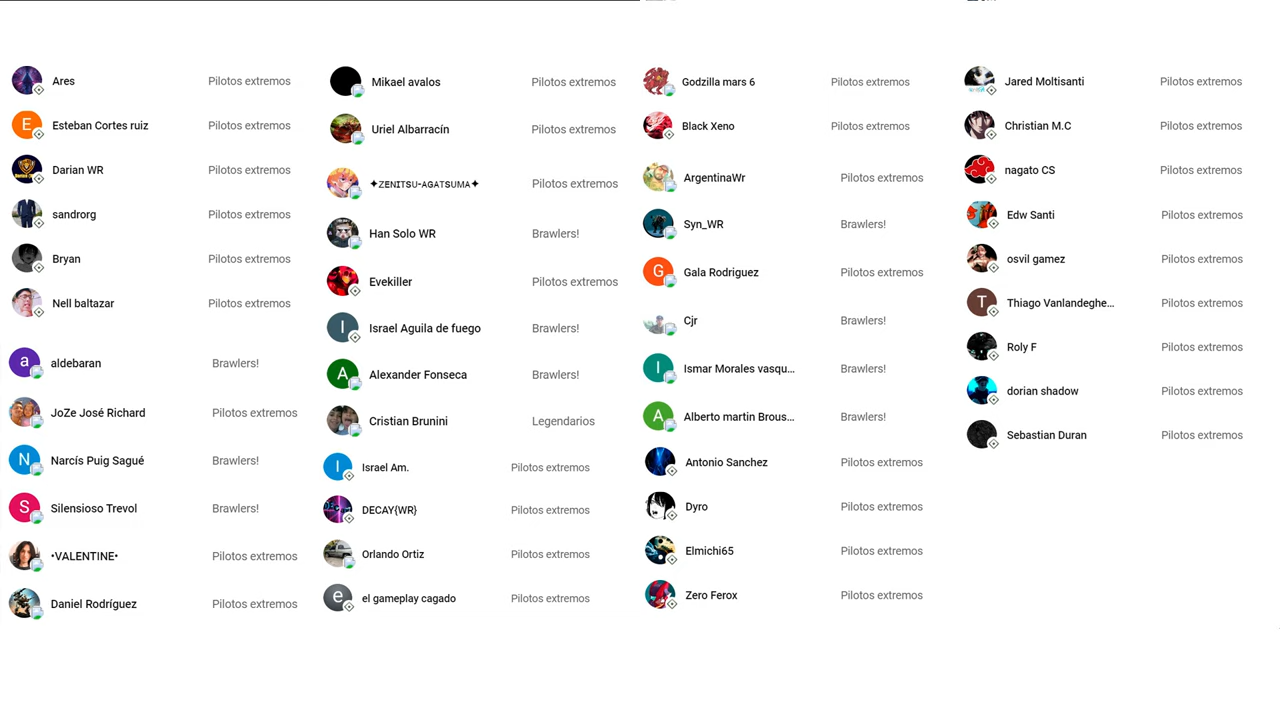 Ares Pilotos extremos
Esteban Cortes ruiz Pilotos extremos
Darian WR Pilotos extremos
sandrorg Pilotos extremos
Bryan Pilotos extremos
Nell baltazar Pilotos extremos
aldebaran Brawlers!
JoZe José Richard Pilotos extremos
Narcís Puig Sagué Brawlers!
Silensioso Trevol Brawlers!
•VALENTINE• Pilotos extremos
Daniel Rodríguez Pilotos extremos
Mikael avalos Pilotos extremos
Uriel Albarracín Pilotos extremos
✦ᴢᴇɴɪᴛsᴜ-ᴀɢᴀᴛsᴜᴍᴀ✦ Pilotos extremos
Han Solo WR Brawlers!
Evekiller Pilotos extremos
Israel Aguila de fuego Brawlers!
Alexander Fonseca Brawlers!
Cristian Brunini Legendarios
Israel Am. Pilotos extremos
DECAY{WR} Pilotos extremos
Orlando Ortiz Pilotos extremos
el gameplay cagado Pilotos extremos
Godzilla mars 6 Pilotos extremos
Black Xeno Pilotos extremos
ArgentinaWr Pilotos extremos
Syn_WR Brawlers!
Gala Rodriguez Pilotos extremos
Cjr Brawlers!
Ismar Morales vasqu... Brawlers!
Alberto martin Brous... Brawlers!
Antonio Sanchez Pilotos extremos
Dyro Pilotos extremos
Elmichi65 Pilotos extremos
Zero Ferox Pilotos extremos
Jared Moltisanti Pilotos extremos
Christian M.C Pilotos extremos
nagato CS Pilotos extremos
Edw Santi Pilotos extremos
osvil gamez Pilotos extremos
Thiago Vanlandeghe... Pilotos extremos
Roly F Pilotos extremos
dorian shadow Pilotos extremos
Sebastian Duran Pilotos extremos